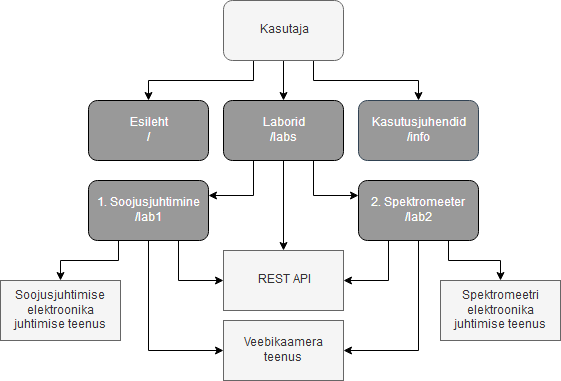 Kasutaja
Esileht
/
Laborid
/labs
Kasutusjuhendid
/info
1. Soojusjuhtimine
/lab1
2. Spektromeeter
/lab2
REST API
Soojusjuhtimise
elektroonika
juhtimise teenus
Spektromeetri
elektroonika
juhtimise teenus
Veebikaamera
teenus